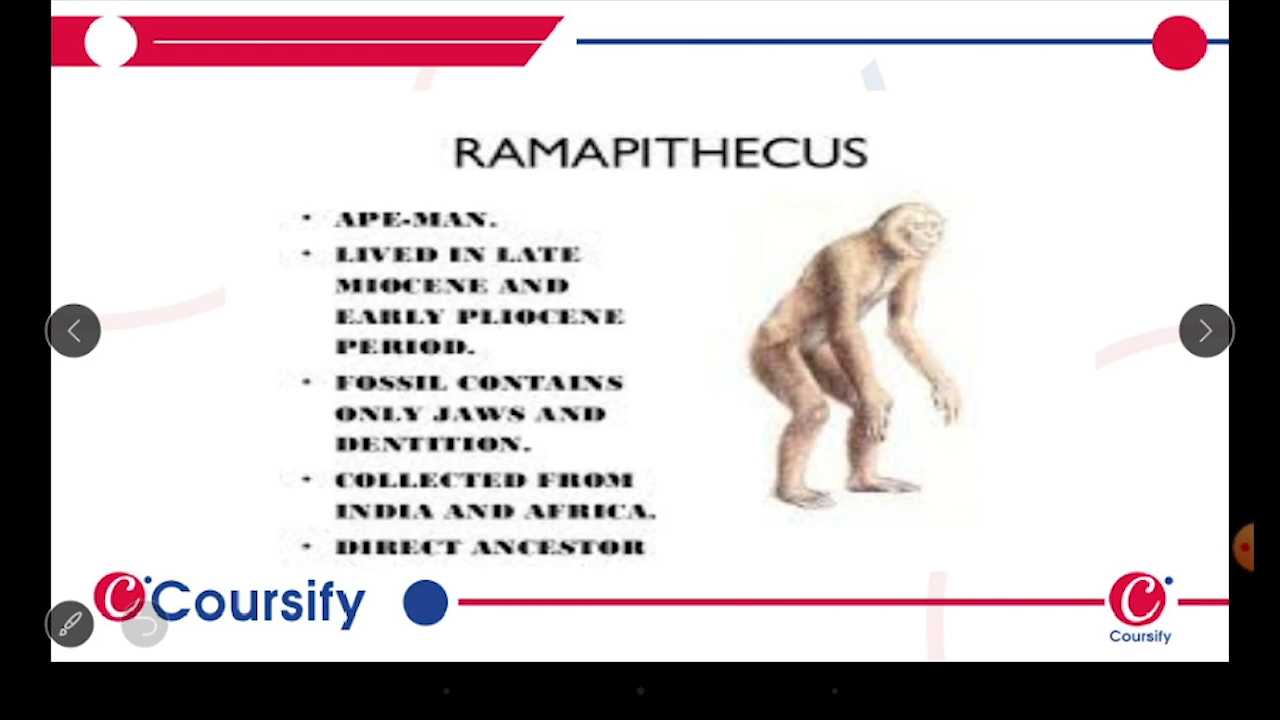 RAMAPITHECUS
• APE-MAN.
• LIVED IN LATE
MIOCENE AND
EARLY PLIOCENE
PERIOD.
• FOSSIL CONTAINS
ONLY JAWS AND
DENTITION.
• COLLECTED FROM
INDIA AND AFRICA.
• DIRECT ANCESTOR
Coursify
Coursify